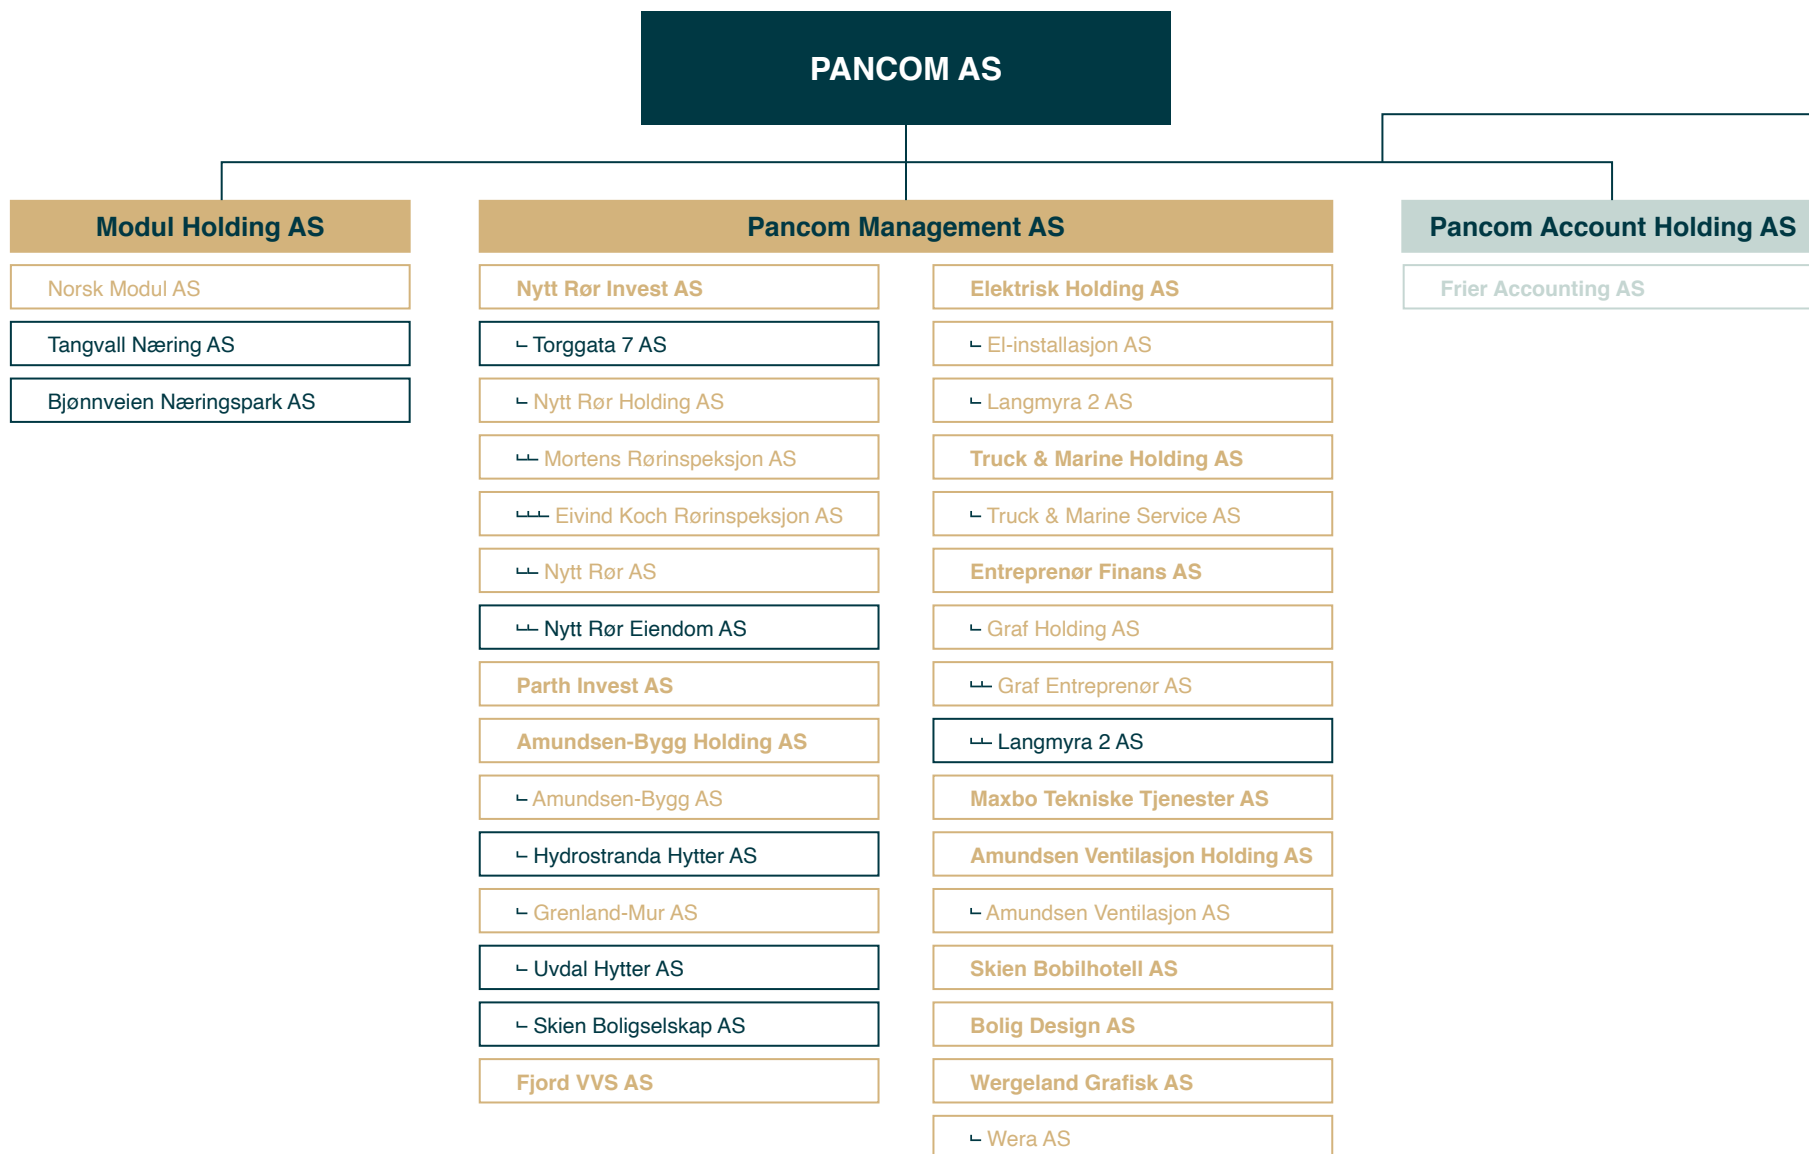 PANCOM AS
Modul Holding AS
Norsk Modul AS
Tangvall Næring AS
Bjønnveien Næringspark AS
Pancom Management AS
Nytt Rør Invest AS
Torggata 7 AS
Nytt Rør Holding AS
Mortens Rørinspeksjon AS
Eivind Koch Rørinspeksjon AS
Nytt Rør AS
Nytt Rør Eiendom AS
Parth Invest AS
Amundsen-Bygg Holding AS
Amundsen-Bygg AS
Hydrostranda Hytter AS
Grenland-Mur AS
Uvdal Hytter AS
Skien Boligselskap AS
Fjord VVS AS
Elektrisk Holding AS
El-installasjon AS
Langmyra 2 AS
Truck & Marine Holding AS
Truck & Marine Service AS
Entreprenør Finans AS
Graf Holding AS
Graf Entreprenør AS
Langmyra 2 AS
Maxbo Tekniske Tjenester AS
Amundsen Ventilasjon Holding AS
Amundsen Ventilasjon AS
Skien Bobilhotell AS
Bolig Design AS
Wergeland Grafisk AS
Wera AS
Pancom Account Holding AS
Frier Accounting AS